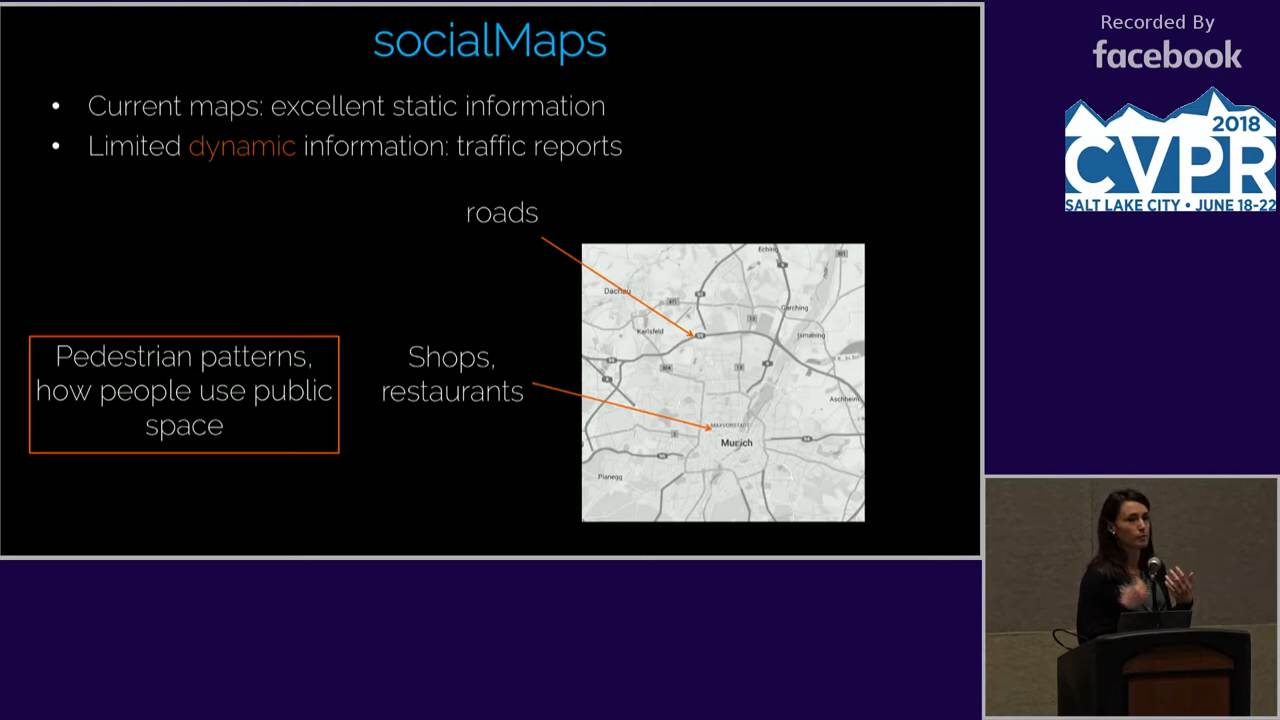 socialMaps
• Current maps: excellent static information
• Limited dynamic information: traffic reports
roads
Pedestrian patterns,
how people use public
space
Shops,
restaurants
Eching
Dachau
Garching
Karlsfeld
Ismaning
Aschheim
MAXVORSTADT
Munich
Planegg
Recorded By
facebook
2018
CVPR
SALT LAKE CITY • JUNE 18-22